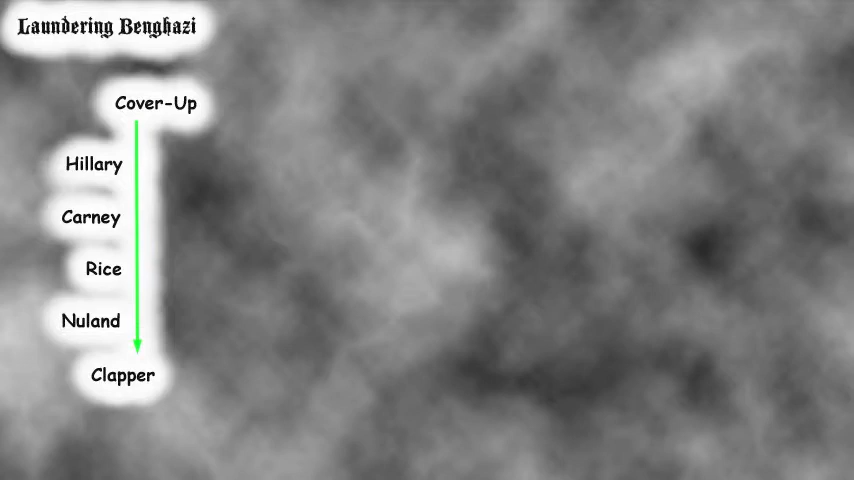 Laundering Benghazi
Cover-Up
Hillary
Carney
Rice
Nuland
Clapper